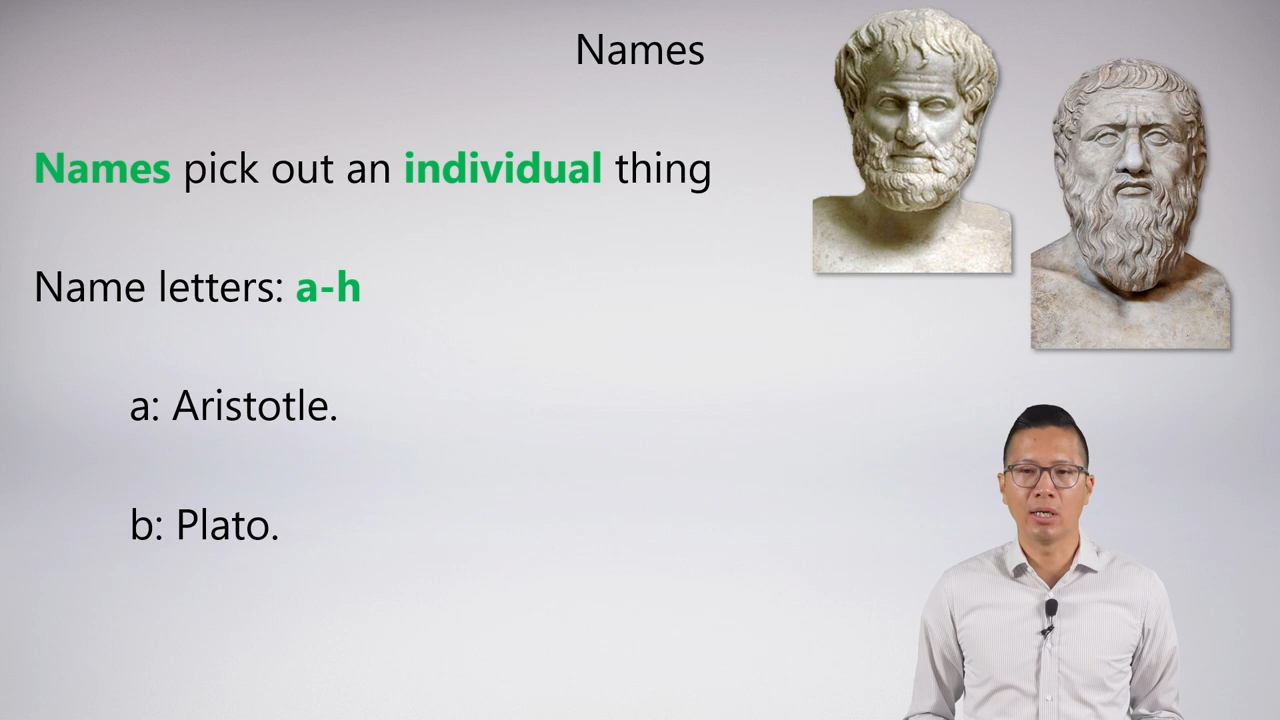 Names
Names pick out an individual thing
Name letters: a-h
a: Aristotle.
b: Plato.